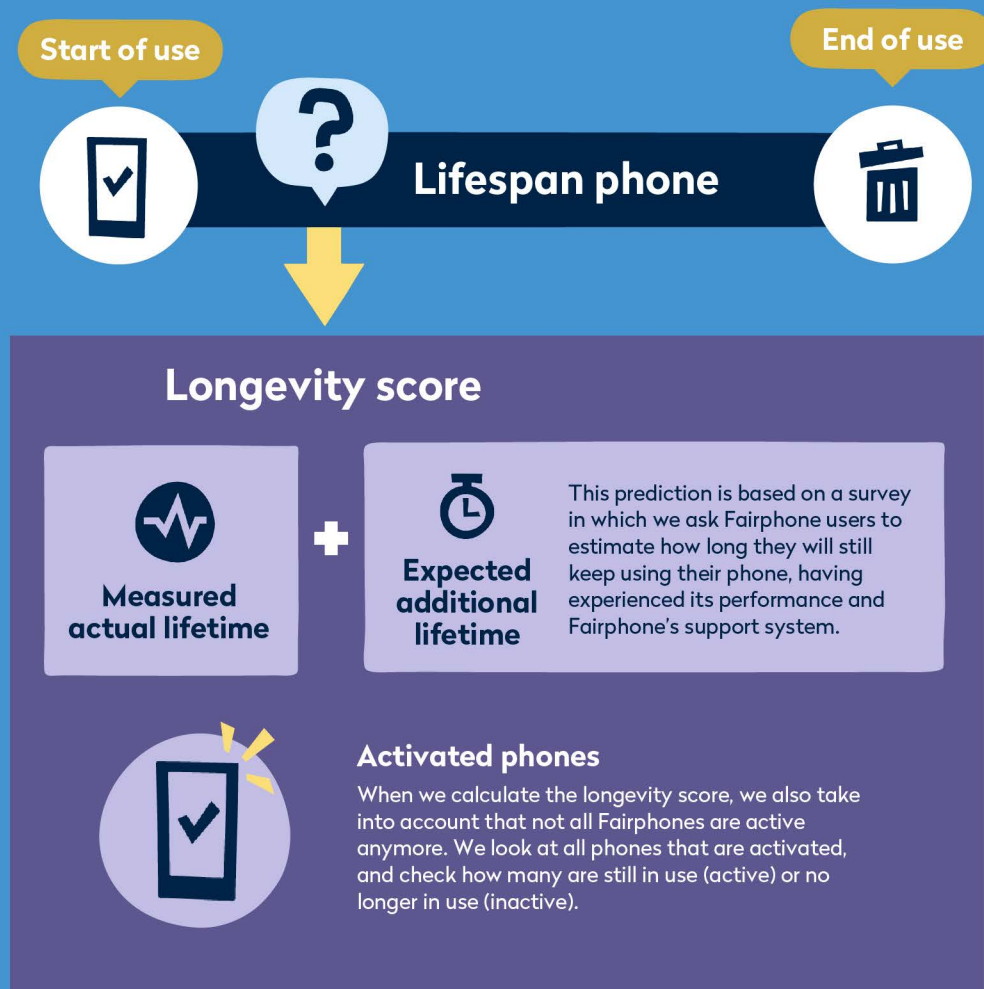 Start of use
End of use
?
Lifespan phone
Longevity score
Measured
actual lifetime
+
Expected
additional
lifetime
This prediction is based on a survey
in which we ask Fairphone users to
estimate how long they will still
keep using their phone, having
experienced its performance and
Fairphone's support system.
Activated phones
When we calculate the longevity score, we also take
into account that not all Fairphones are active
anymore. We look at all phones that are activated,
and check how many are still in use (active) or no
longer in use (inactive).